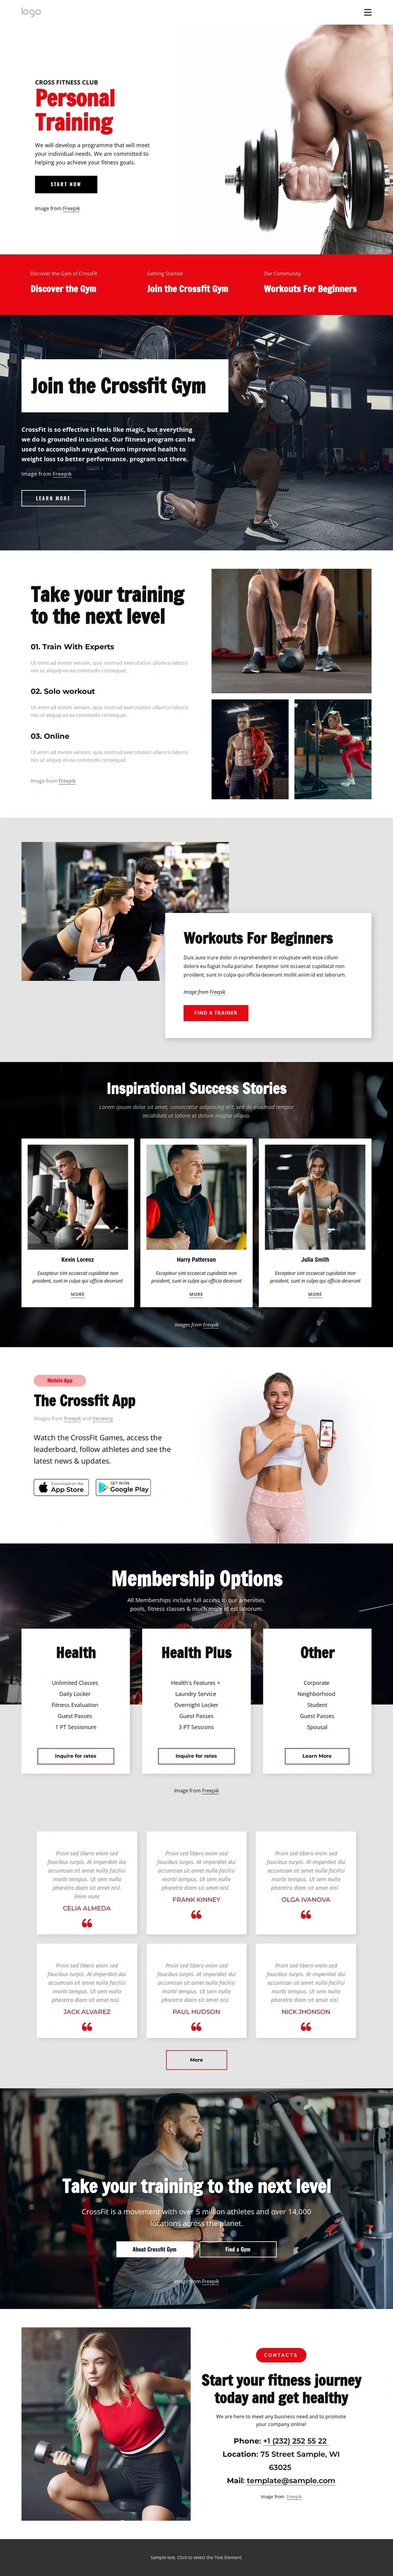 logo
CROSS FITNESS CLUB
Personal
Training
We will develop a programme that will meet
your individual needs. We are committed to
helping you achieve your fitness goals.
START NOW
Image from Freepik
Discover the Gym of CrossFit
Discover the Gym
Getting Started
Join the Crossfit Gym
Our Community
Workouts For Beginners
Join the Crossfit Gym
CrossFit is so effective it feels like magic, but everything
we do is grounded in science. Our fitness program can be
used to accomplish any goal, from improved health to
weight loss to better performance. program out there.
Image from Freepik
LEARN MORE
Take your training
to the next level
01. Train With Experts
Ut enim ad minim veniam, quis nostrud exercitation ullamco laboris
nisi ut aliquip ex ea commodo consequat.
02. Solo workout
Ut enim ad minim veniam, quis nostrud exercitation ullamco laboris
nisi ut aliquip ex ea commodo consequat.
03. Online
Ut enim ad minim veniam, quis nostrud exercitation ullamco laboris
nisi ut aliquip ex ea commodo consequat.
Image from Freepik
Workouts For Beginners
Duis aute irure dolor in reprehenderit in voluptate velit esse cillum
dolore eu fugiat nulla pariatur. Excepteur sint occaecat cupidatat non
proident, sunt in culpa qui officia deserunt mollit anim id est laborum.
Image from Freepik
FIND A TRAINER
Inspirational Success Stories
Lorem ipsum dolor sit amet, consectetur adipiscing elit, sed do eiusmod tempor
incididunt ut labore et dolore magna aliqua.
Kevin Lorenz
Excepteur sint occaecat cupidatat non
proident, sunt in culpa qui officia deserunt
MORE
Harry Patterson
Excepteur sint occaecat cupidatat non
proident, sunt in culpa qui officia deserunt
MORE
Julia Smith
Excepteur sint occaecat cupidatat non
proident, sunt in culpa qui officia deserunt
MORE
Images from Freepik
Mobile App
The Crossfit App
Images from Freepik and Vecteezy
Watch the CrossFit Games, access the
leaderboard, follow athletes and see the
latest news & updates.
Download on the
App Store
GET IN ON
Google Play
Membership Options
All Memberships include full access to our amenities,
pools, fitness classes & much more id est laborum.
Health
Unlimited Classes
Daily Locker
Fitness Evaluation
Guest Passes
1 PT Sessionure
Inquire for rates
Health Plus
Health's Features +
Laundry Service
Overnight Locker
Guest Passes
3 PT Sessions
Inquire for rates
Other
Corporate
Neighborhood
Student
Guest Passes
Spousal
Learn More
Image from Freepik
Proin sed libero enim sed
faucibus turpis. At imperdiet dui
accumsan sit amet nulla facilisi
morbi tempus. Ut sem nulla
pharetra diam sit amet nisl.
Enim nunc
CELIA ALMEDA
Proin sed libero enim sed
faucibus turpis. At imperdiet dui
accumsan sit amet nulla facilisi
morbi tempus. Ut sem nulla
pharetra diam sit amet nisl.
FRANK KINNEY
Proin sed libero enim sed
faucibus turpis. At imperdiet dui
accumsan sit amet nulla facilisi
morbi tempus. Ut sem nulla
pharetra diam sit amet nisl.
OLGA IVANOVA
Proin sed libero enim sed
faucibus turpis. At imperdiet dui
accumsan sit amet nulla facilisi
morbi tempus. Ut sem nulla
pharetra diam sit amet nisl.
JACK ALVAREZ
Proin sed libero enim sed
faucibus turpis. At imperdiet dui
accumsan sit amet nulla facilisi
morbi tempus. Ut sem nulla
pharetra diam sit amet nisl.
PAUL HUDSON
Proin sed libero enim sed
faucibus turpis. At imperdiet dui
accumsan sit amet nulla facilisi
morbi tempus. Ut sem nulla
pharetra diam sit amet nisl.
NICK JHONSON
More
Take your training to the next level
CrossFit is a movement with over 5 million athletes and over 14,000
locations across the planet.
About Crossfit Gym
Find a Gym
Image from Freepik
CONTACTS
Start your fitness journey
today and get healthy
We are here to meet any business need and to promote
your company online!
Phone: +1 (232) 252 55 22
Location: 75 Street Sample, WI
63025
Mail: template@sample.com
Image from Freepik
Sample text. Click to select the Text Element.